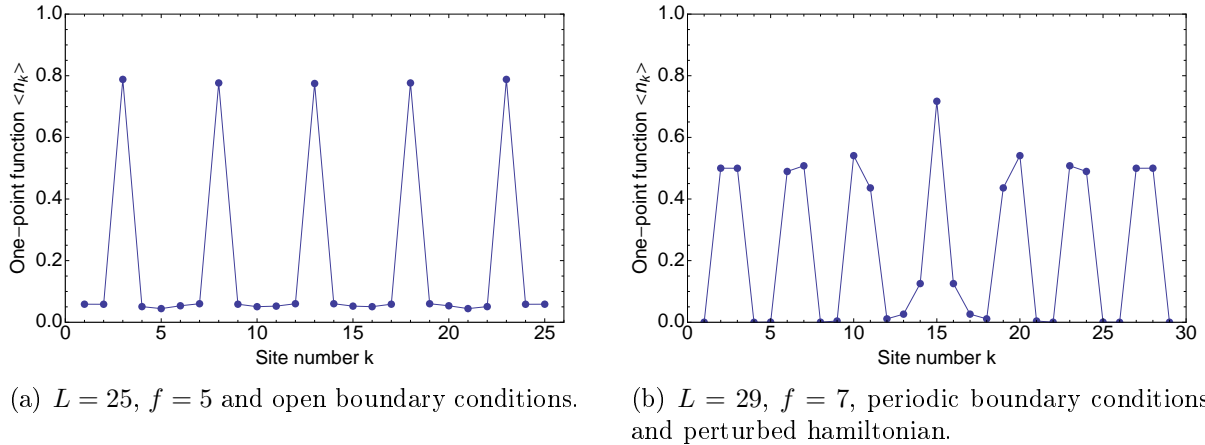 1.0
0.8
0.6
0.4
0.2
0.0
One−point function <nk>
0 5 10 15 20 25
Site number k
(a) L = 25, f = 5 and open boundary conditions.
1.0
0.8
0.6
0.4
0.2
0.0
One−point function <nk>
0 5 10 15 20 25 30
Site number k
(b) L = 29, f = 7, periodic boundary conditions
and perturbed hamiltonian.